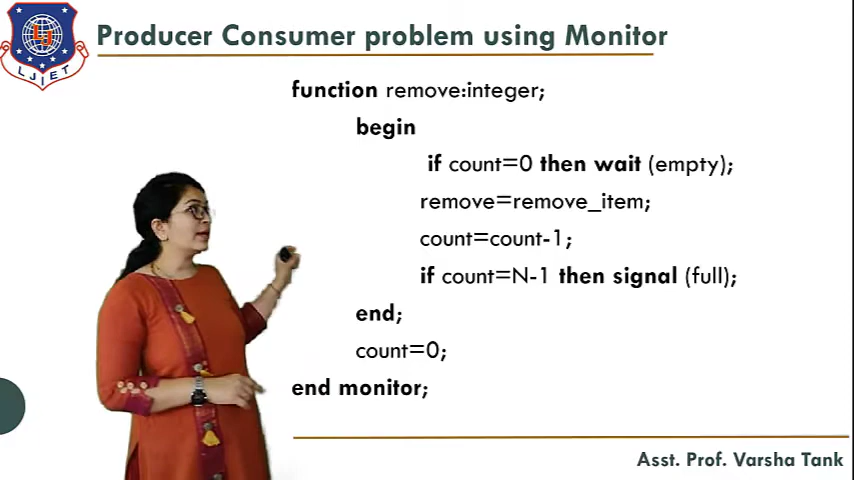 Producer Consumer problem using Monitor
LJIET
function remove:integer;
begin
if count=0 then wait (empty);
remove=remove_item;
count=count-1;
if count=N-1 then signal (full);
end;
count=0;
end monitor;
Asst. Prof. Varsha Tank